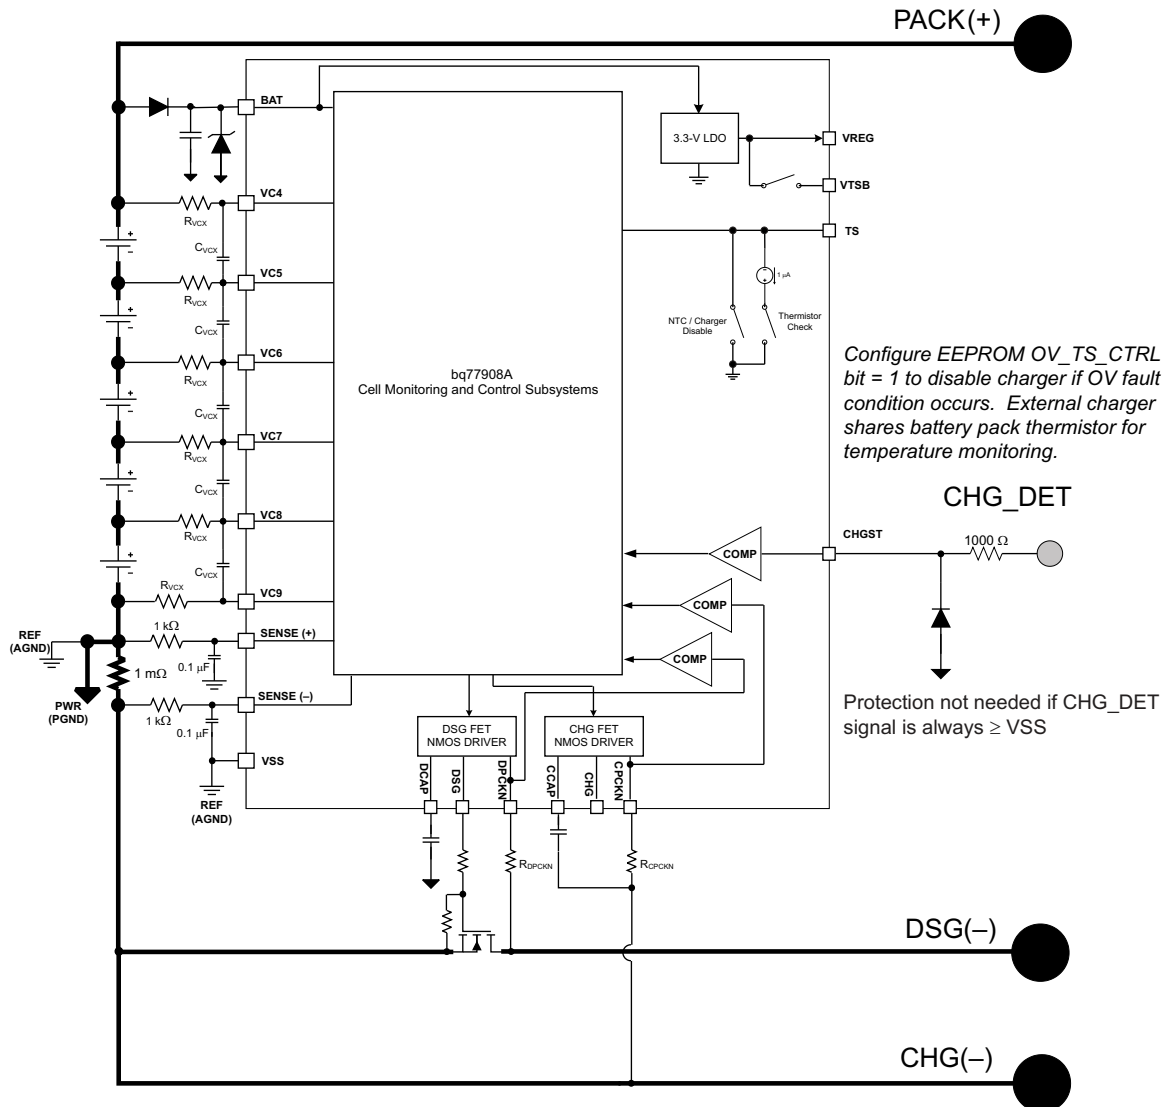 PACK(+)
BAT
3.3-V LDO
VREG
VTSB
VC4
RVCX
CVCX
TS
+
–
VC5
RVCX
1 µA
–
+
CVCX
+
–
NTC / Charger
Disable
Thermistor
Check
VC6
RVCX
bq77908A
Cell Monitoring and Control Subsystems
Configure EEPROM OV_TS_CTRL
bit = 1 to disable charger if OV fault
condition occurs. External charger
shares battery pack thermistor for
temperature monitoring.
CVCX
+
–
VC7
RVCX
CVCX
+
–
CHG_DET
VC8
RVCX
CHGST
1000 Ω
COMP
CVCX
+
–
RVCX
VC9
COMP
1 kΩ
SENSE (+)
REF
(AGND)
0.1 µF
COMP
1 mΩ
PWR
(PGND)
SENSE (–)
1 kΩ
0.1 µF
Protection not needed if CHG_DET
signal is always ≥ VSS
DSG FET
NMOS DRIVER
CHG FET
NMOS DRIVER
VSS
DCAP
DSG
DPCKN
CCAP
CHG
CPCKN
REF
(AGND)
RDPCKN
RCPCKN
DSG(–)
CHG(–)